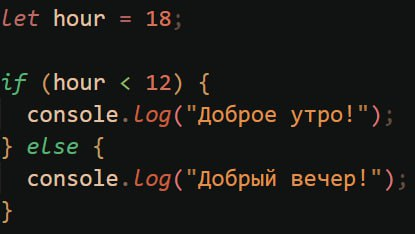 let hour = 18;

if (hour < 12) {
  console.log("Доброе утро!");
} else {
  console.log("Добрый вечер!");
}